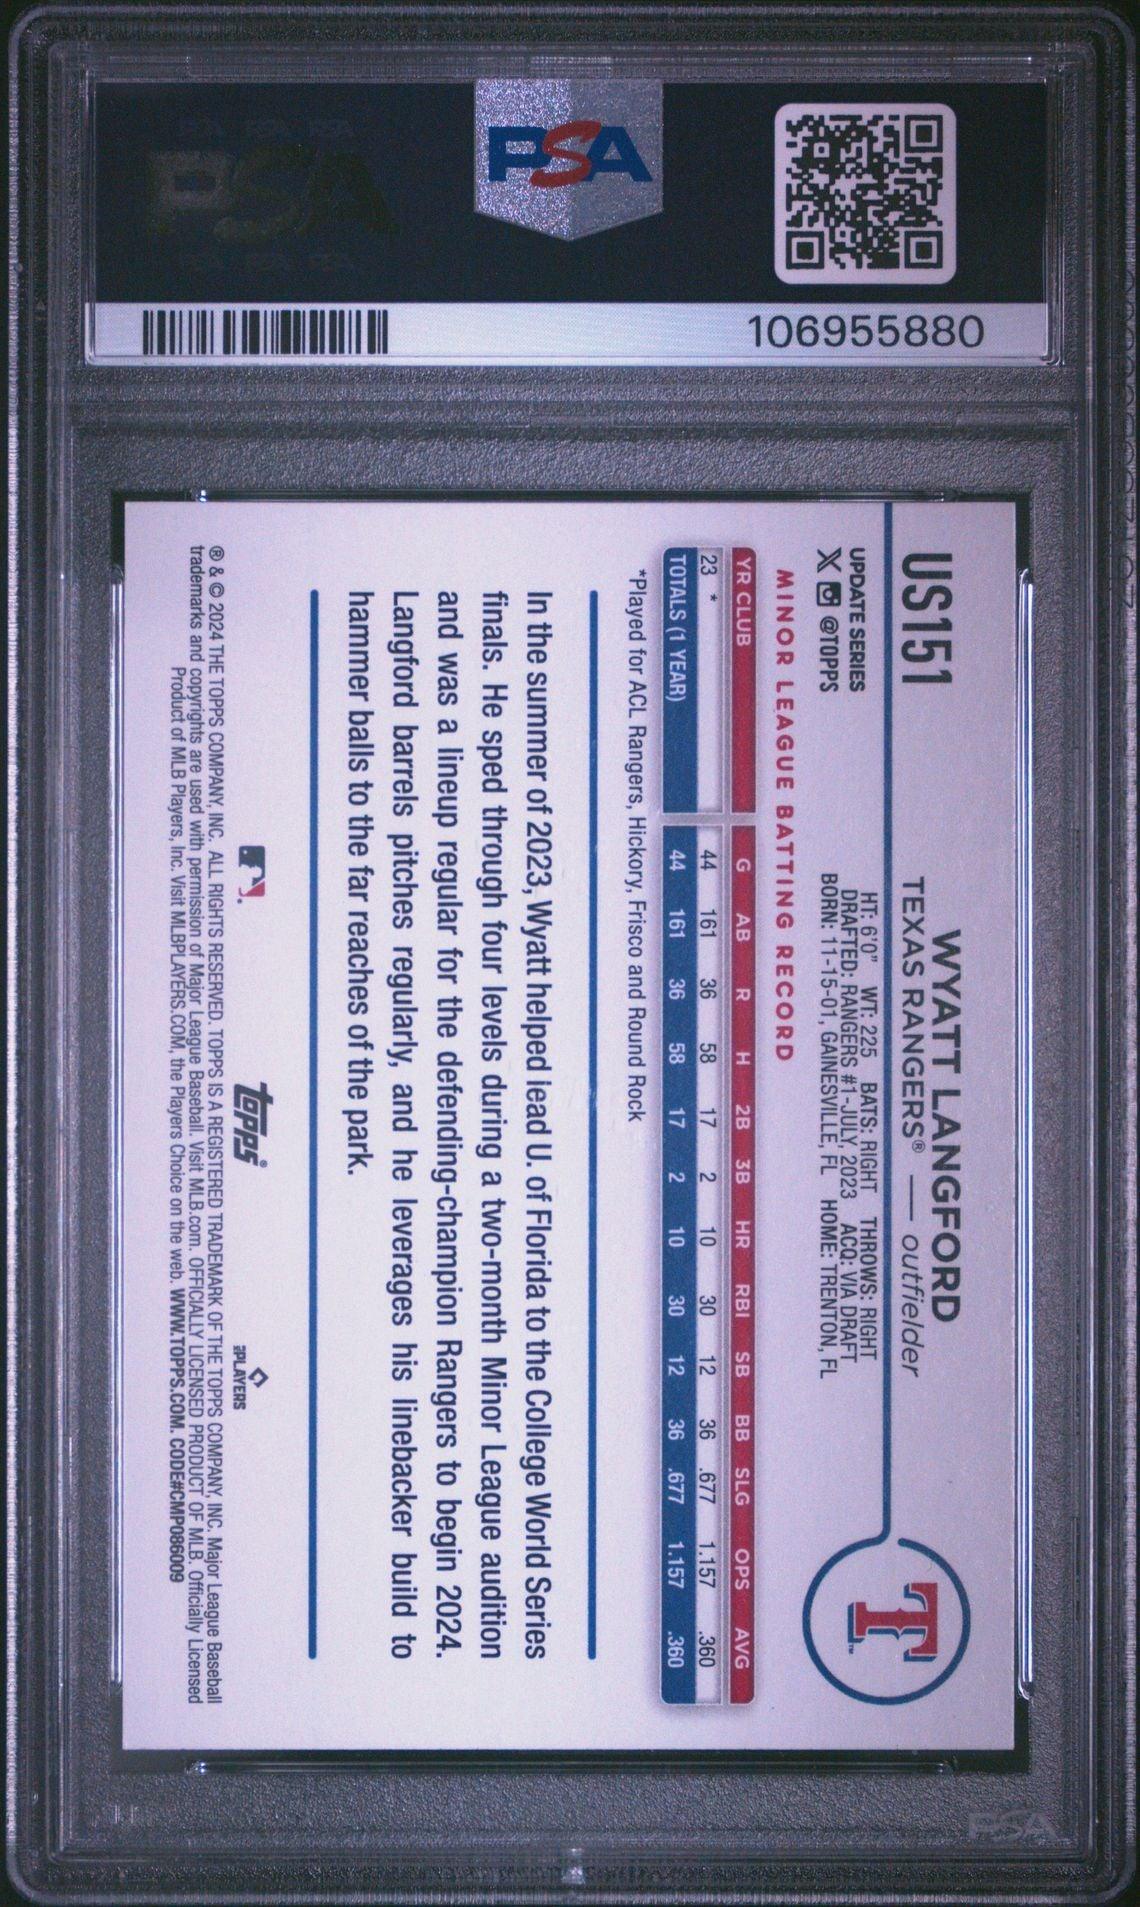 PSA
106955880
US151
WYATT LANGFORD
TEXAS RANGERS® — outfielder
UPDATE SERIES
X @TOPPS
HT: 6'0" WT: 225 BATS: RIGHT THROWS: RIGHT
DRAFTED: RANGERS #1-JULY, 2023 ACQ: VIA DRAFT
BORN: 11-15-01, GAINESVILLE, FL HOME: TRENTON, FL
T™
MINOR LEAGUE BATTING RECORD
YR CLUB G AB R H 2B 3B HR RBI SB BB SLG OPS AVG
23 * 44 161 36 58 17 2 10 30 12 36 .677 1.157 .360
TOTALS (1 YEAR) 44 161 36 58 17 2 10 30 12 36 .677 1.157 .360
*Played for ACL Rangers, Hickory, Frisco and Round Rock
In the summer of 2023, Wyatt helped lead U. of Florida to the College World Series
finals. He sped through four levels during a two-month Minor League audition
and was a lineup regular for the defending-champion Rangers to begin 2024.
Langford barrels pitches regularly, and he leverages his linebacker build to
hammer balls to the far reaches of the park.
topps®
PLAYERS
® & © 2024 THE TOPPS COMPANY, INC. ALL RIGHTS RESERVED. TOPPS IS A REGISTERED TRADEMARK OF THE TOPPS COMPANY, INC. Major League Baseball
trademarks and copyrights are used with permission of Major League Baseball. Visit MLB.com. OFFICIALLY LICENSED PRODUCT OF MLB. Officially Licensed
Product of MLB Players, Inc. Visit MLBPLAYERS.COM, the Players Choice on the web. WWW.TOPPS.COM. CODE#CMP086009
PSA